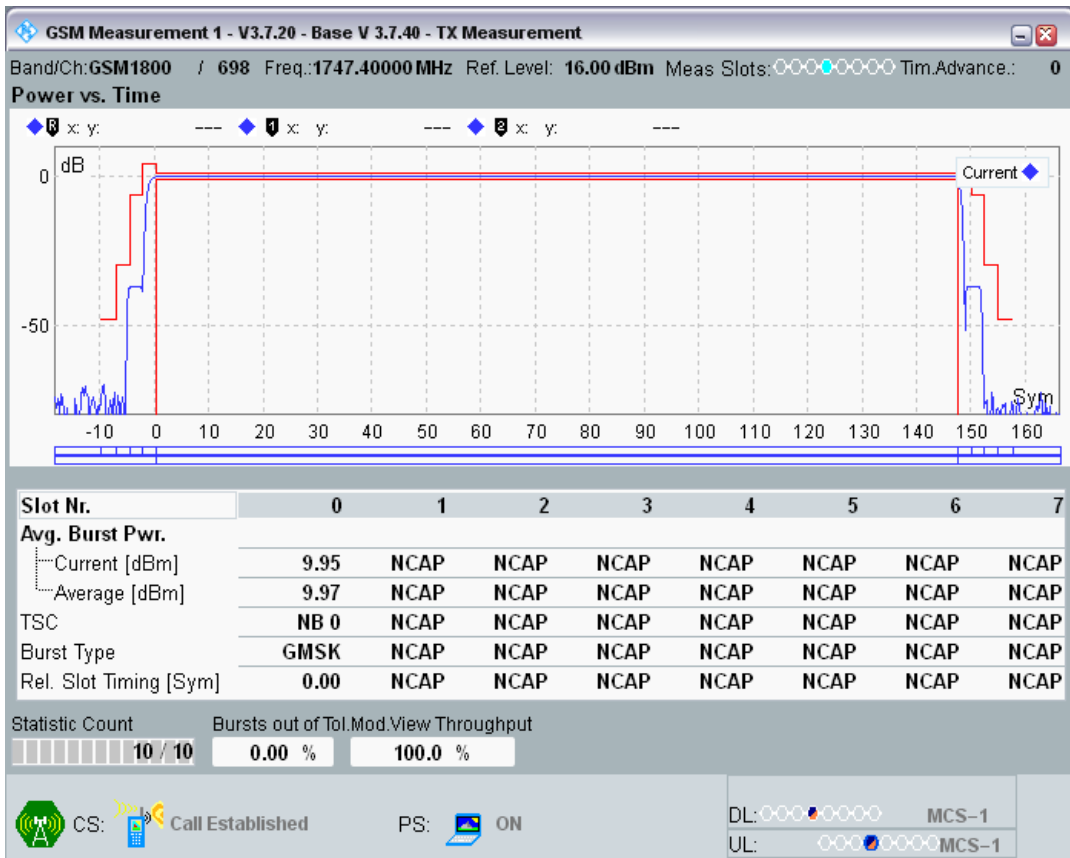 GSM Measurement 1 - V3.7.20 - Base V 3.7.40 - TX Measurement
Band/Ch:GSM1800 / 698 Freq.:1747.40000 MHz Ref. Level: 16.00 dBm Meas Slots: Tim.Advance.: 0
Power vs. Time
R x: y: --- 1 x: y: --- 2 x: y: ---
dB
Current
0
-50
Sym
-10 0 10 20 30 40 50 60 70 80 90 100 110 120 130 140 150 160
Slot Nr. 0 1 2 3 4 5 6 7
Avg. Burst Pwr.
Current [dBm] 9.95 NCAP NCAP NCAP NCAP NCAP NCAP NCAP
Average [dBm] 9.97 NCAP NCAP NCAP NCAP NCAP NCAP NCAP
TSC NB 0 NCAP NCAP NCAP NCAP NCAP NCAP NCAP
Burst Type GMSK NCAP NCAP NCAP NCAP NCAP NCAP NCAP
Rel. Slot Timing [Sym] 0.00 NCAP NCAP NCAP NCAP NCAP NCAP NCAP
Statistic Count Bursts out of Tol.Mod.View Throughput
10 / 10 0.00 % 100.0 %
CS: Call Established PS: ON
DL: MCS-1
UL: MCS-1